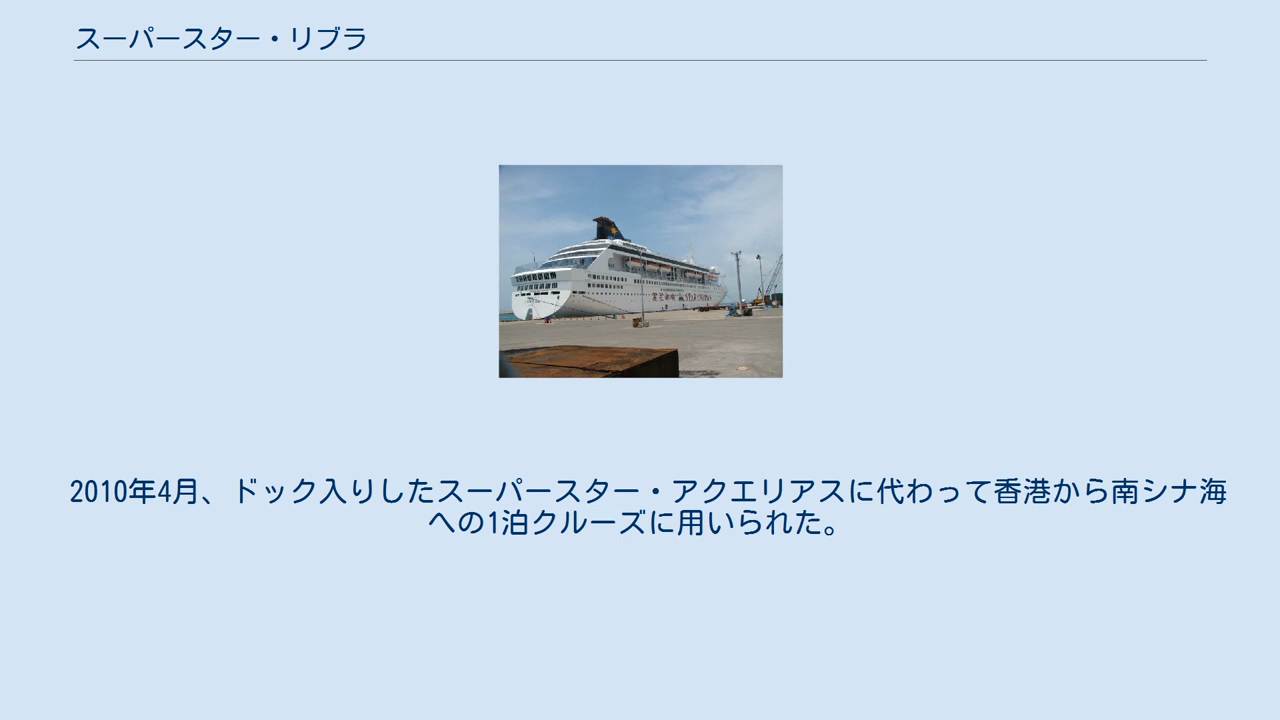 スーパースター・リブラ
2010年4月、ドック入りしたスーパースター・アクエリアスに代わって香港から南シナ海
への1泊クルーズに用いられた。